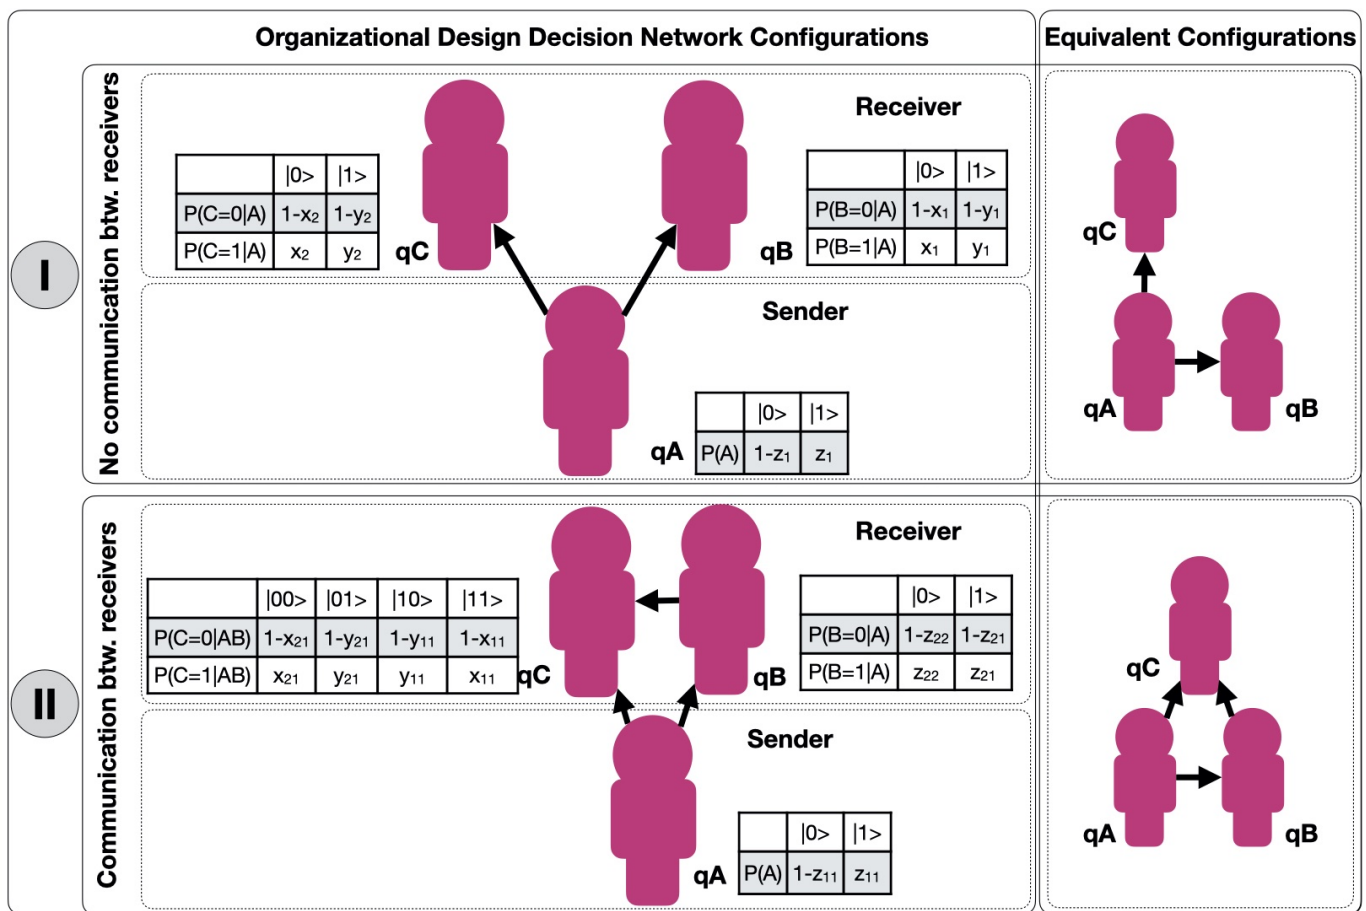 Organizational Design Decision Network Configurations
Equivalent Configurations
I
No communication btw. receivers
Receiver
|0> |1>
P(C=0|A) 1-x₂ 1-y₂
P(C=1|A) x₂ y₂
qC
qB
|0> |1>
P(B=0|A) 1-x₁ 1-y₁
P(B=1|A) x₁ y₁
Sender
qA
|0> |1>
P(A) 1-z₁ z₁
qC
qA
qB
II
Communication btw. receivers
Receiver
|00> |01> |10> |11>
P(C=0|AB) 1-x₂₁ 1-y₂₁ 1-y₁₁ 1-x₁₁
P(C=1|AB) x₂₁ y₂₁ y₁₁ x₁₁
qC
qB
|0> |1>
P(B=0|A) 1-z₂₂ 1-z₂₁
P(B=1|A) z₂₂ z₂₁
Sender
qA
|0> |1>
P(A) 1-z₁₁ z₁₁
qC
qA
qB